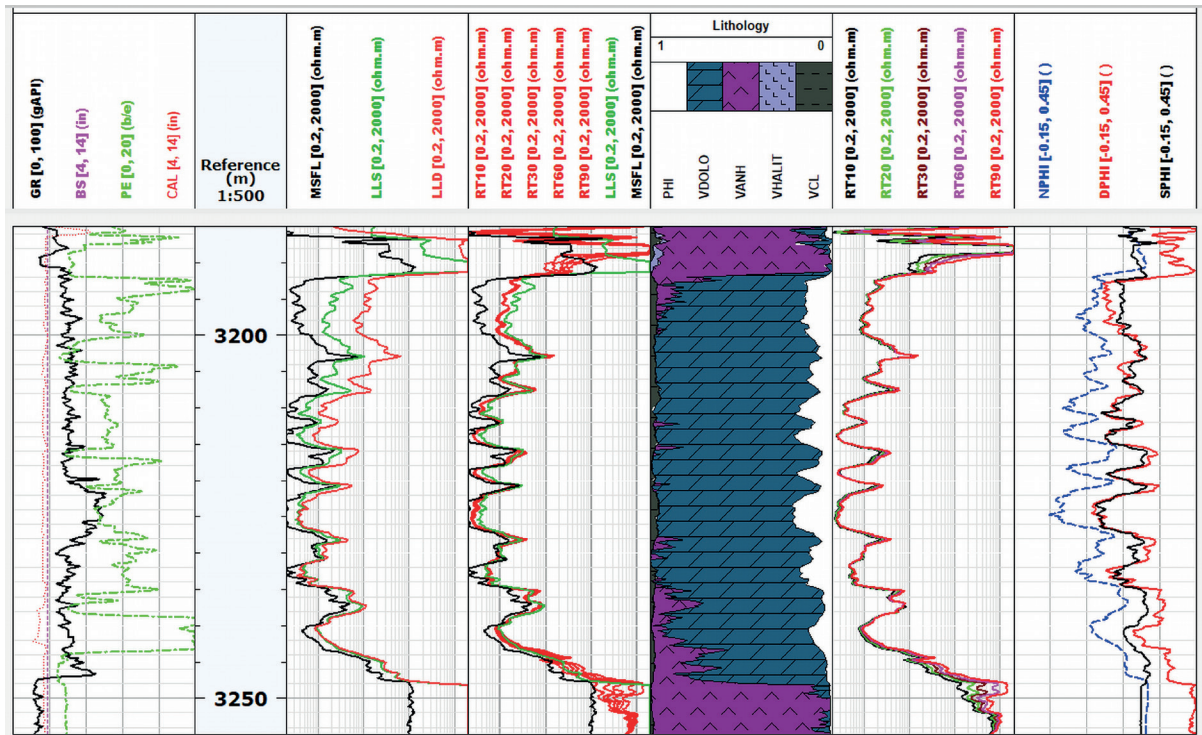 GR [0, 100] (gAPI)
BS [4, 14] (in)
PE [0, 20] (b/e)
CAL [4, 14] (in)
Reference
(m)
1:500
MSFL [0.2, 2000] (ohm.m)
LLS [0.2, 2000] (ohm.m)
LLD [0.2, 2000] (ohm.m)
RT10 [0.2, 2000] (ohm.m)
RT20 [0.2, 2000] (ohm.m)
RT30 [0.2, 2000] (ohm.m)
RT60 [0.2, 2000] (ohm.m)
RT90 [0.2, 2000] (ohm.m)
LLS [0.2, 2000] (ohm.m)
MSFL [0.2, 2000] (ohm.m)
Lithology
1 0
PHI
VDOLO
VANH
VHALIT
VCL
RT10 [0.2, 2000] (ohm.m)
RT20 [0.2, 2000] (ohm.m)
RT30 [0.2, 2000] (ohm.m)
RT60 [0.2, 2000] (ohm.m)
RT90 [0.2, 2000] (ohm.m)
NPHI [-0.15, 0.45] ()
DPHI [-0.15, 0.45] ()
SPHI [-0.15, 0.45] ()
3200
3250